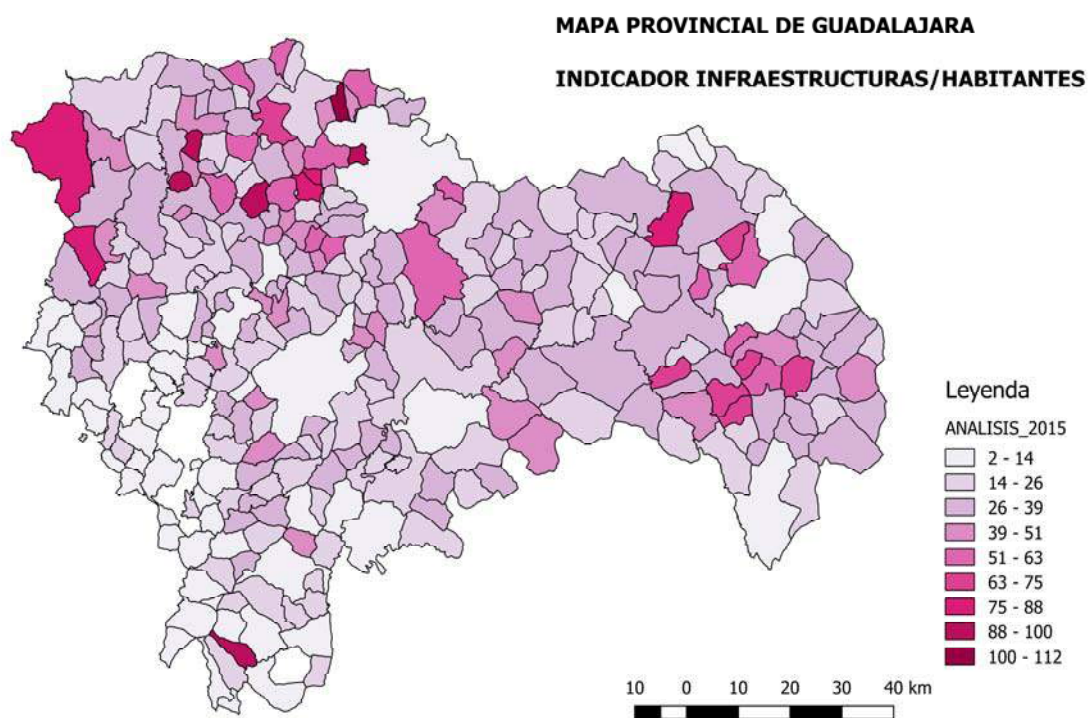 MAPA PROVINCIAL DE GUADALAJARA
INDICADOR INFRAESTRUCTURAS/HABITANTES
Leyenda
ANALISIS_2015
2 - 14
14 - 26
26 - 39
39 - 51
51 - 63
63 - 75
75 - 88
88 - 100
100 - 112
10 0 10 20 30 40 km